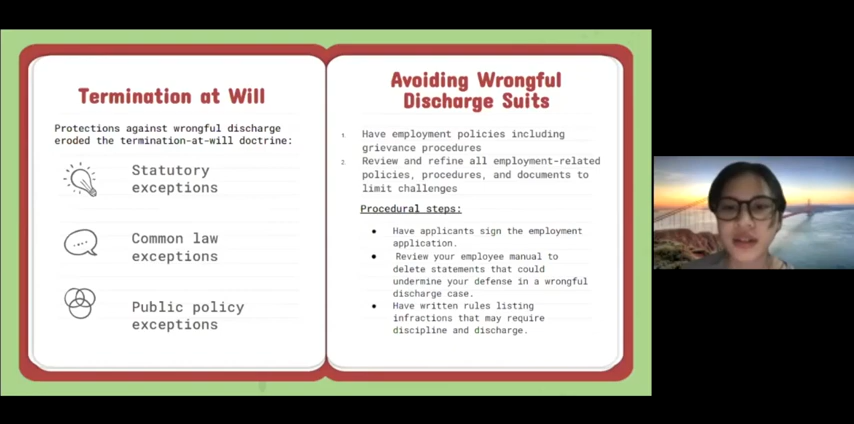 Termination at Will
Protections against wrongful discharge
eroded the termination-at-will doctrine:
Statutory
exceptions
Common law
exceptions
Public policy
exceptions
Avoiding Wrongful
Discharge Suits
1. Have employment policies including
grievance procedures
2. Review and refine all employment-related
policies, procedures, and documents to
limit challenges
Procedural steps:
● Have applicants sign the employment
application.
● Review your employee manual to
delete statements that could
undermine your defense in a wrongful
discharge case.
● Have written rules listing
infractions that may require
discipline and discharge.